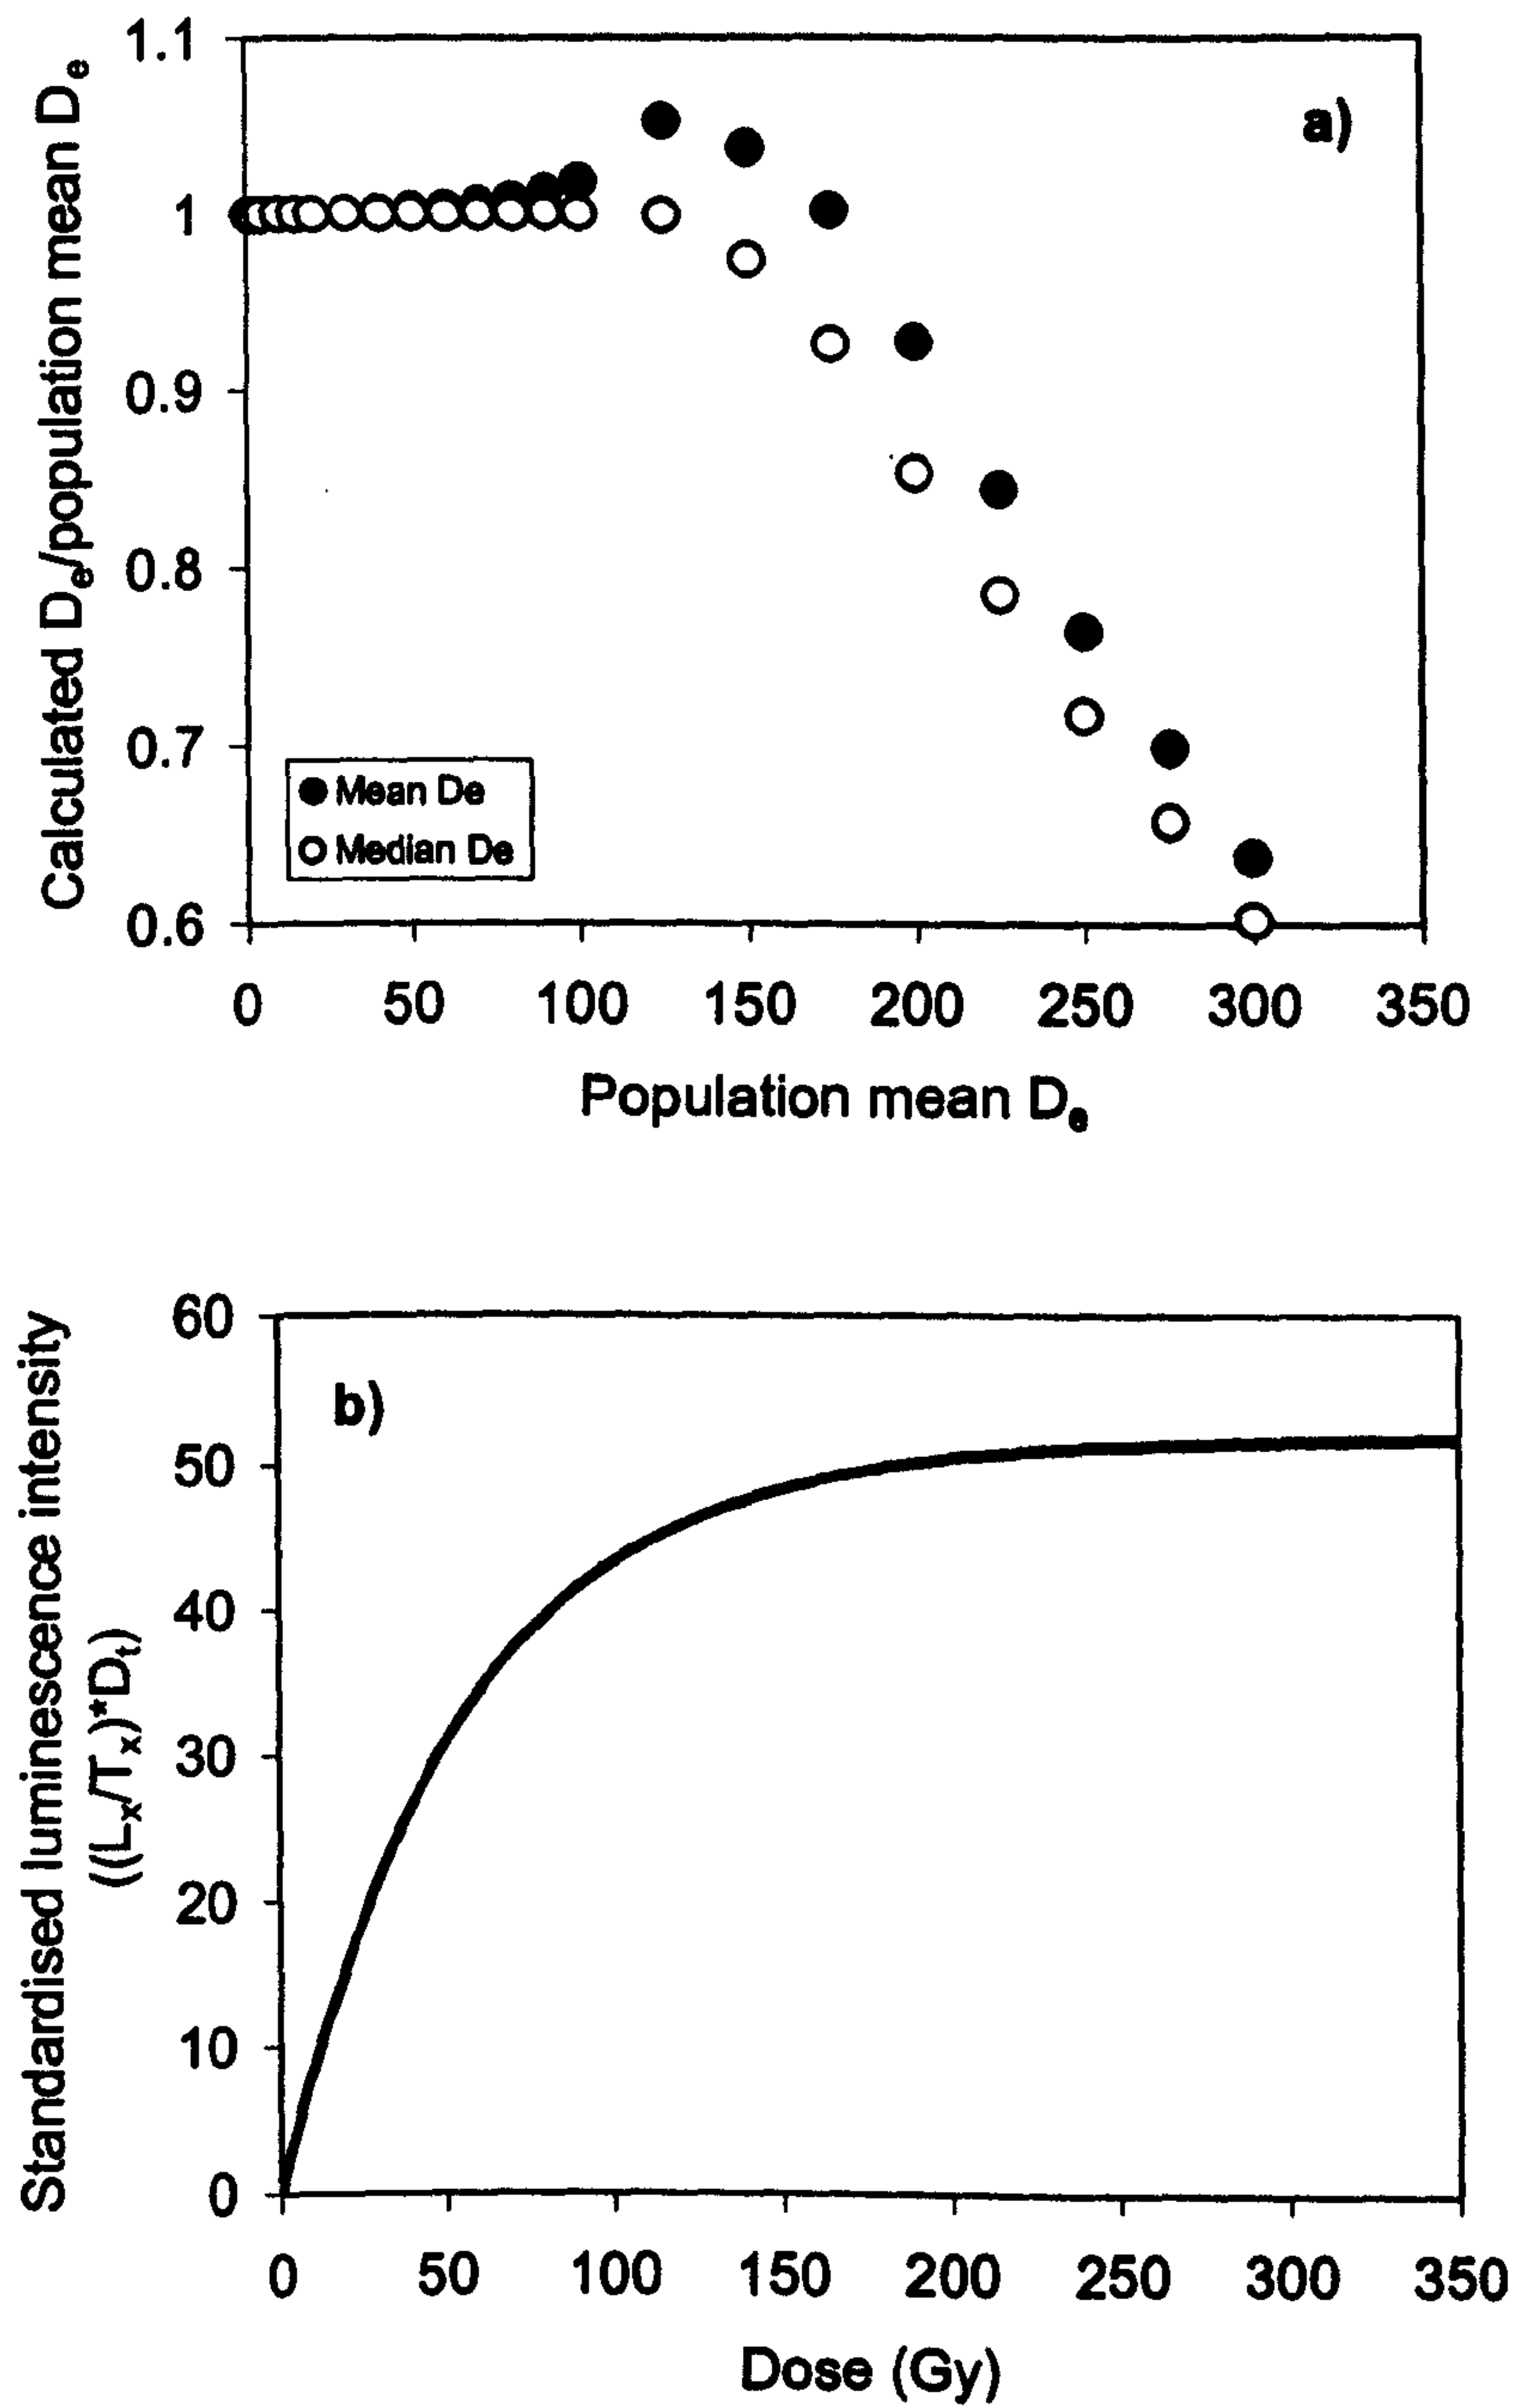 1.1
1
0.9
0.8
0.7
0.6
Calculated De/population mean De
a)
Mean De
Median De
0 50 100 150 200 250 300 350
Population mean De
60
50
40
30
20
10
0
Standardised luminescence intensity
((Lx/Tx)*Dt)
b)
0 50 100 150 200 250 300 350
Dose (Gy)